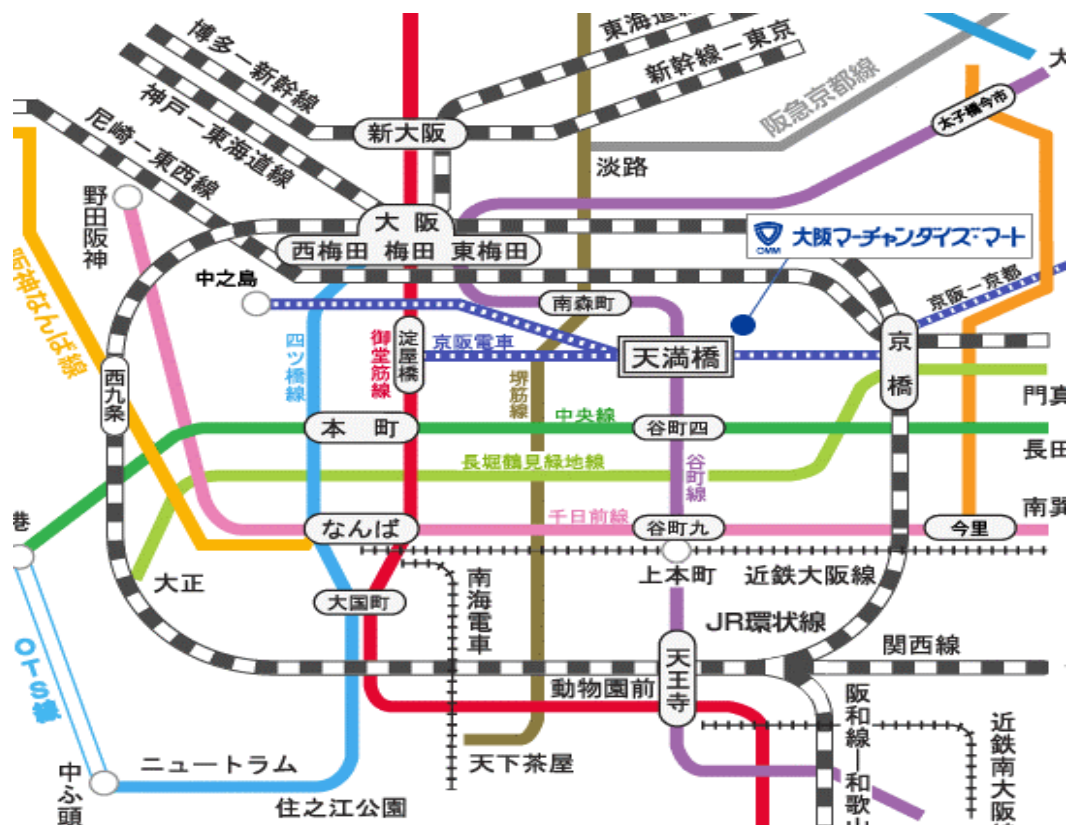 博多ー新幹線
東海道線
新幹線ー東京
神戸ー東海道線
尼崎ー東西線
新大阪
阪急京都線
太子橋今市
淡路
野田阪神
大阪
西梅田 梅田 東梅田
OMM
大阪マーチャンダイズ・マート
中之島
南森町
京阪ー京都
阪神なんば線
四ツ橋線
御堂筋線
淀屋橋
京阪電車
天満橋
京橋
西九条
堺筋線
中央線
門真
本町
谷町四
長田
長堀鶴見緑地線
谷町線
なんば
千日前線
谷町九
今里
南巽
港
大正
大国町
南海電車
上本町
近鉄大阪線
JR環状線
関西線
OTS線
動物園前
天王寺
阪和線ー和歌山
近鉄南大阪線
天下茶屋
ニュートラム
中ふ頭
住之江公園